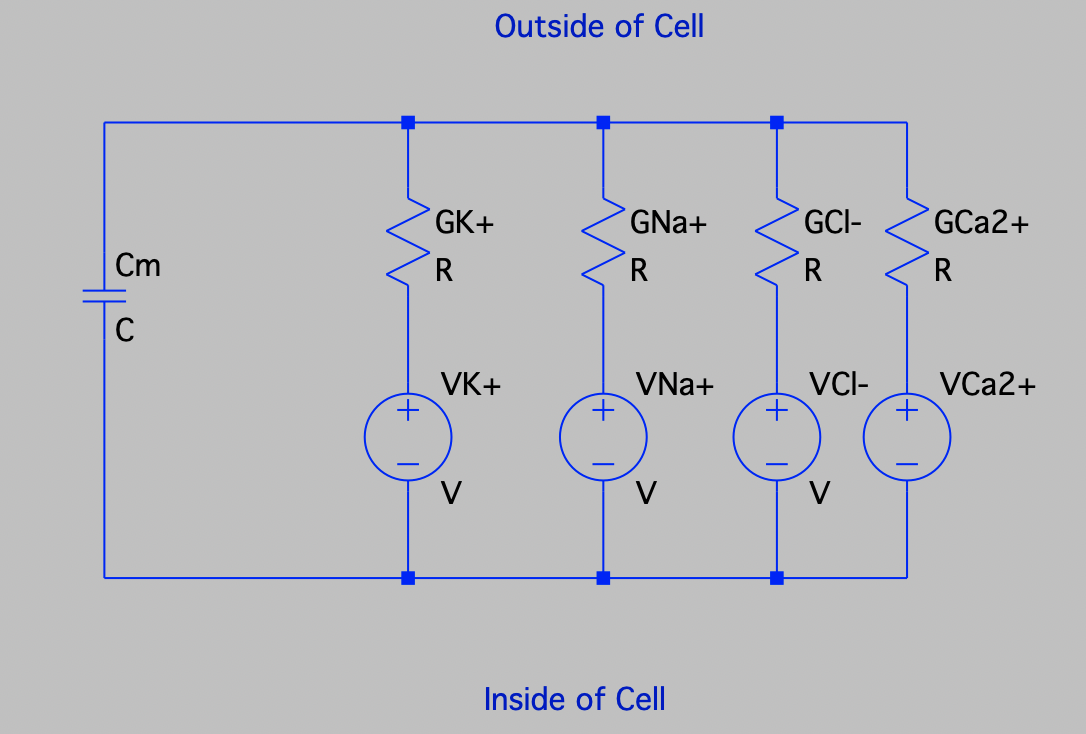 Outside of Cell
GK+
R
GNa+
R
GCl-
R
GCa2+
R
Cm
C
VK+
V
VNa+
V
VCl-
V
VCa2+
Inside of Cell